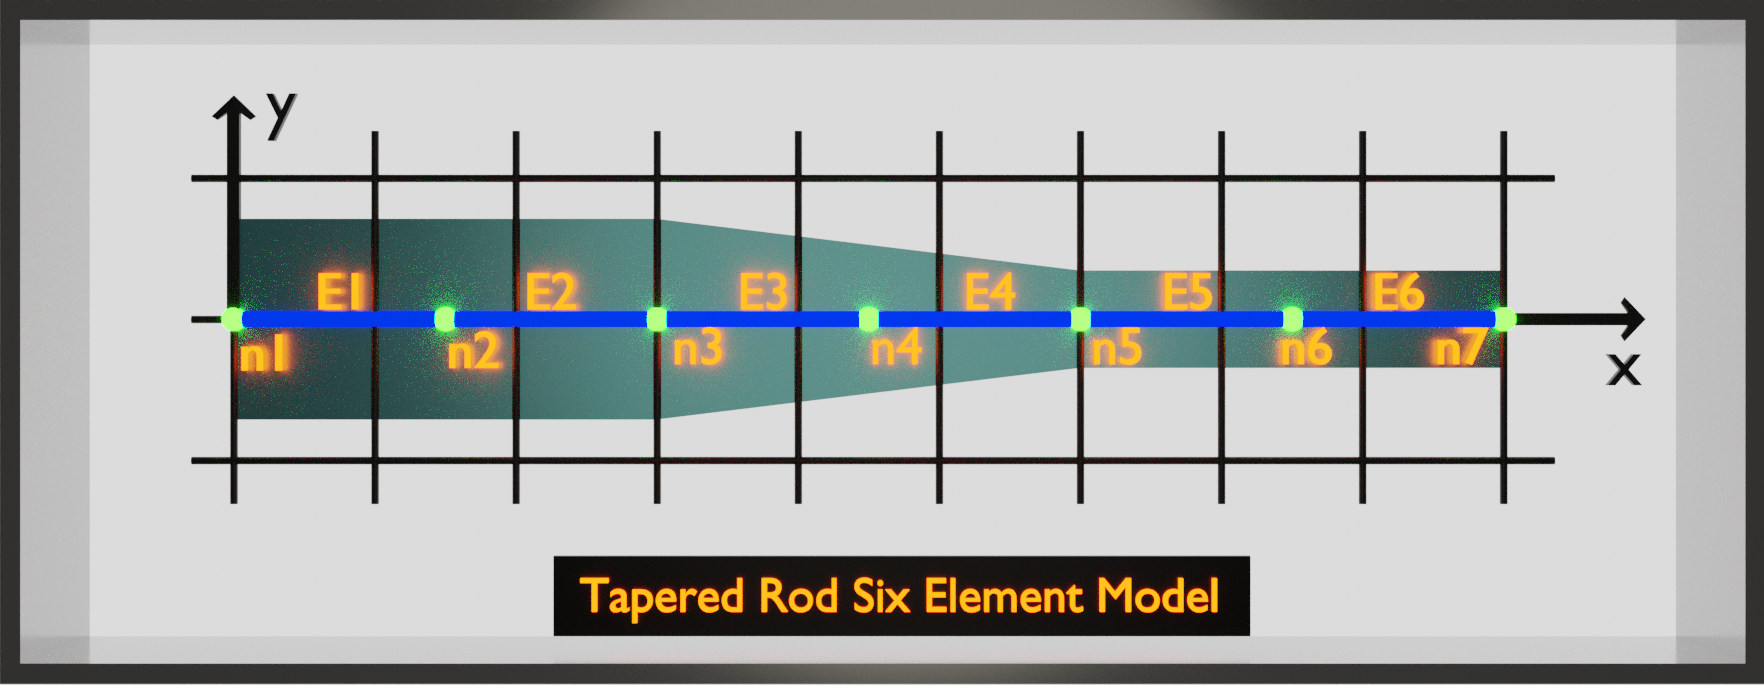 y
E1 E2 E3 E4 E5 E6
n1 n2 n3 n4 n5 n6 n7
x
Tapered Rod Six Element Model